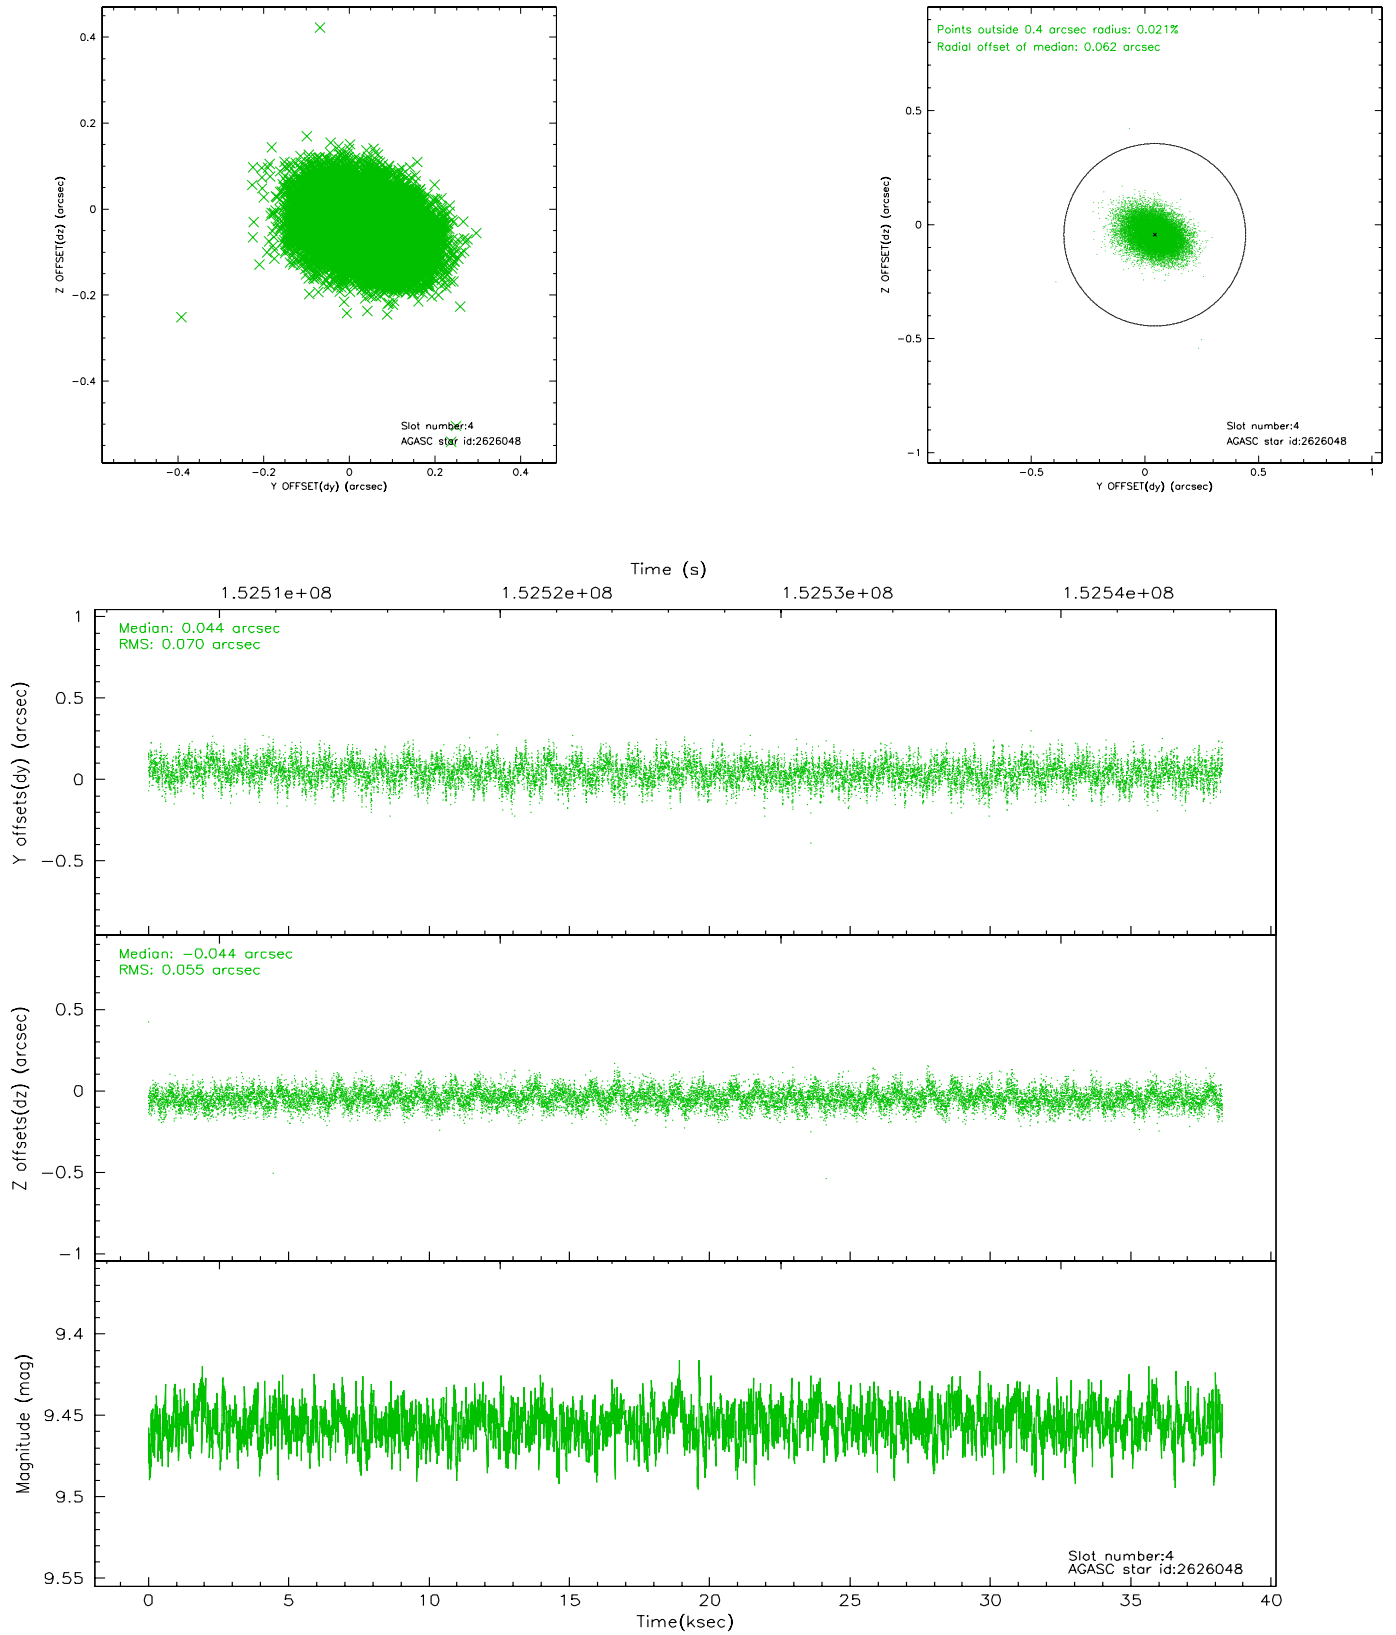 0.4
0.2
0
−0.2
−0.4
Z OFFSET(dz) (arcsec)
Slot number:4
AGASC star id:2626048
−0.4 −0.2 0 0.2 0.4
Y OFFSET(dy) (arcsec)
Points outside 0.4 arcsec radius: 0.021%
Radial offset of median: 0.062 arcsec
0.5
0
−0.5
−1
Z OFFSET(dz) (arcsec)
Slot number:4
AGASC star id:2626048
−0.5 0 0.5 1
Y OFFSET(dy) (arcsec)
Time (s)
1.5251e+08 1.5252e+08 1.5253e+08 1.5254e+08
Median: 0.044 arcsec
RMS: 0.070 arcsec
1
0.5
0
−0.5
Y offsets(dy) (arcsec)
Median: −0.044 arcsec
RMS: 0.055 arcsec
0.5
0
−0.5
−1
Z offsets(dz) (arcsec)
9.4
9.45
9.5
9.55
Magnitude (mag)
Slot number:4
AGASC star id:2626048
0 5 10 15 20 25 30 35 40
Time(ksec)